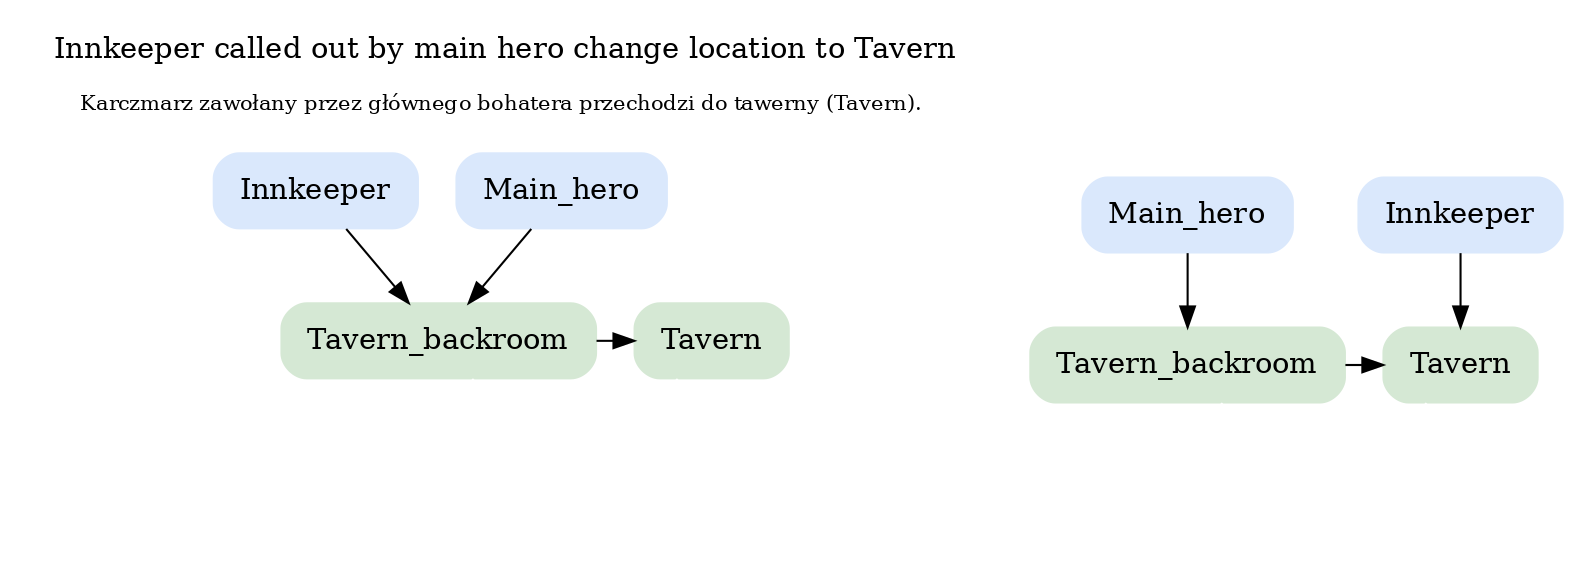 Innkeeper called out by main hero change location to Tavern
Karczmarz zawołany przez głównego bohatera przechodzi do tawerny (Tavern).
Innkeeper
Main_hero
Tavern_backroom
Tavern
Main_hero
Innkeeper
Tavern_backroom
Tavern